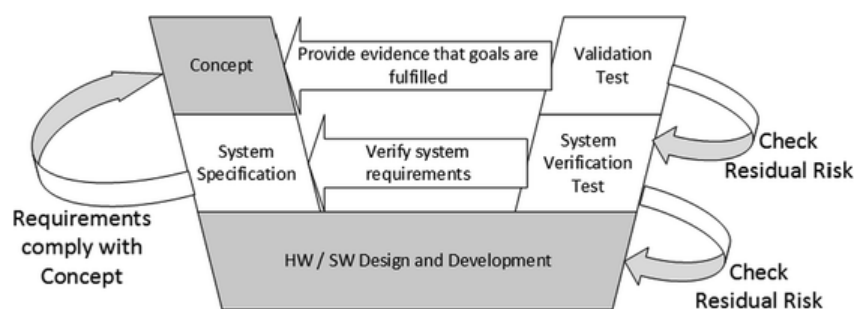 Concept
Provide evidence that goals are
fulfilled
Validation
Test
System
Specification
Verify system
requirements
System
Verification
Test
Check
Residual Risk
Requirements
comply with
Concept
HW / SW Design and Development
Check
Residual Risk